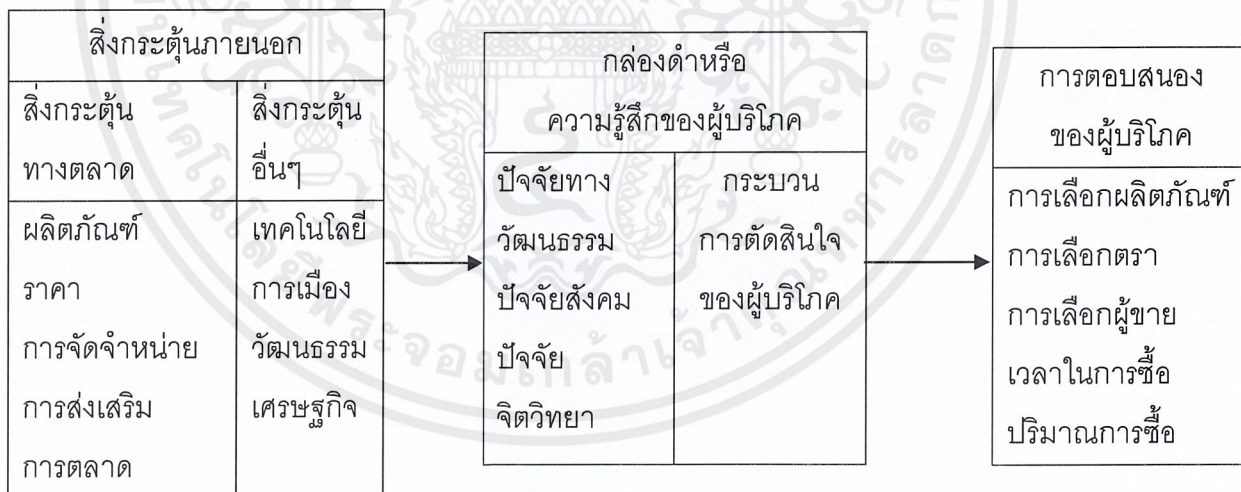 สิ่งกระตุ้นภายนอก
สิ่งกระตุ้น
ทางตลาด
สิ่งกระตุ้น
อื่นๆ
ผลิตภัณฑ์
ราคา
การจัดจำหน่าย
การส่งเสริม
การตลาด
เทคโนโลยี
การเมือง
วัฒนธรรม
เศรษฐกิจ
กล่องดำหรือ
ความรู้สึกของผู้บริโภค
ปัจจัยทาง
วัฒนธรรม
ปัจจัยสังคม
ปัจจัย
จิตวิทยา
กระบวน
การตัดสินใจ
ของผู้บริโภค
การตอบสนอง
ของผู้บริโภค
การเลือกผลิตภัณฑ์
การเลือกตรา
การเลือกผู้ขาย
เวลาในการซื้อ
ปริมาณการซื้อ